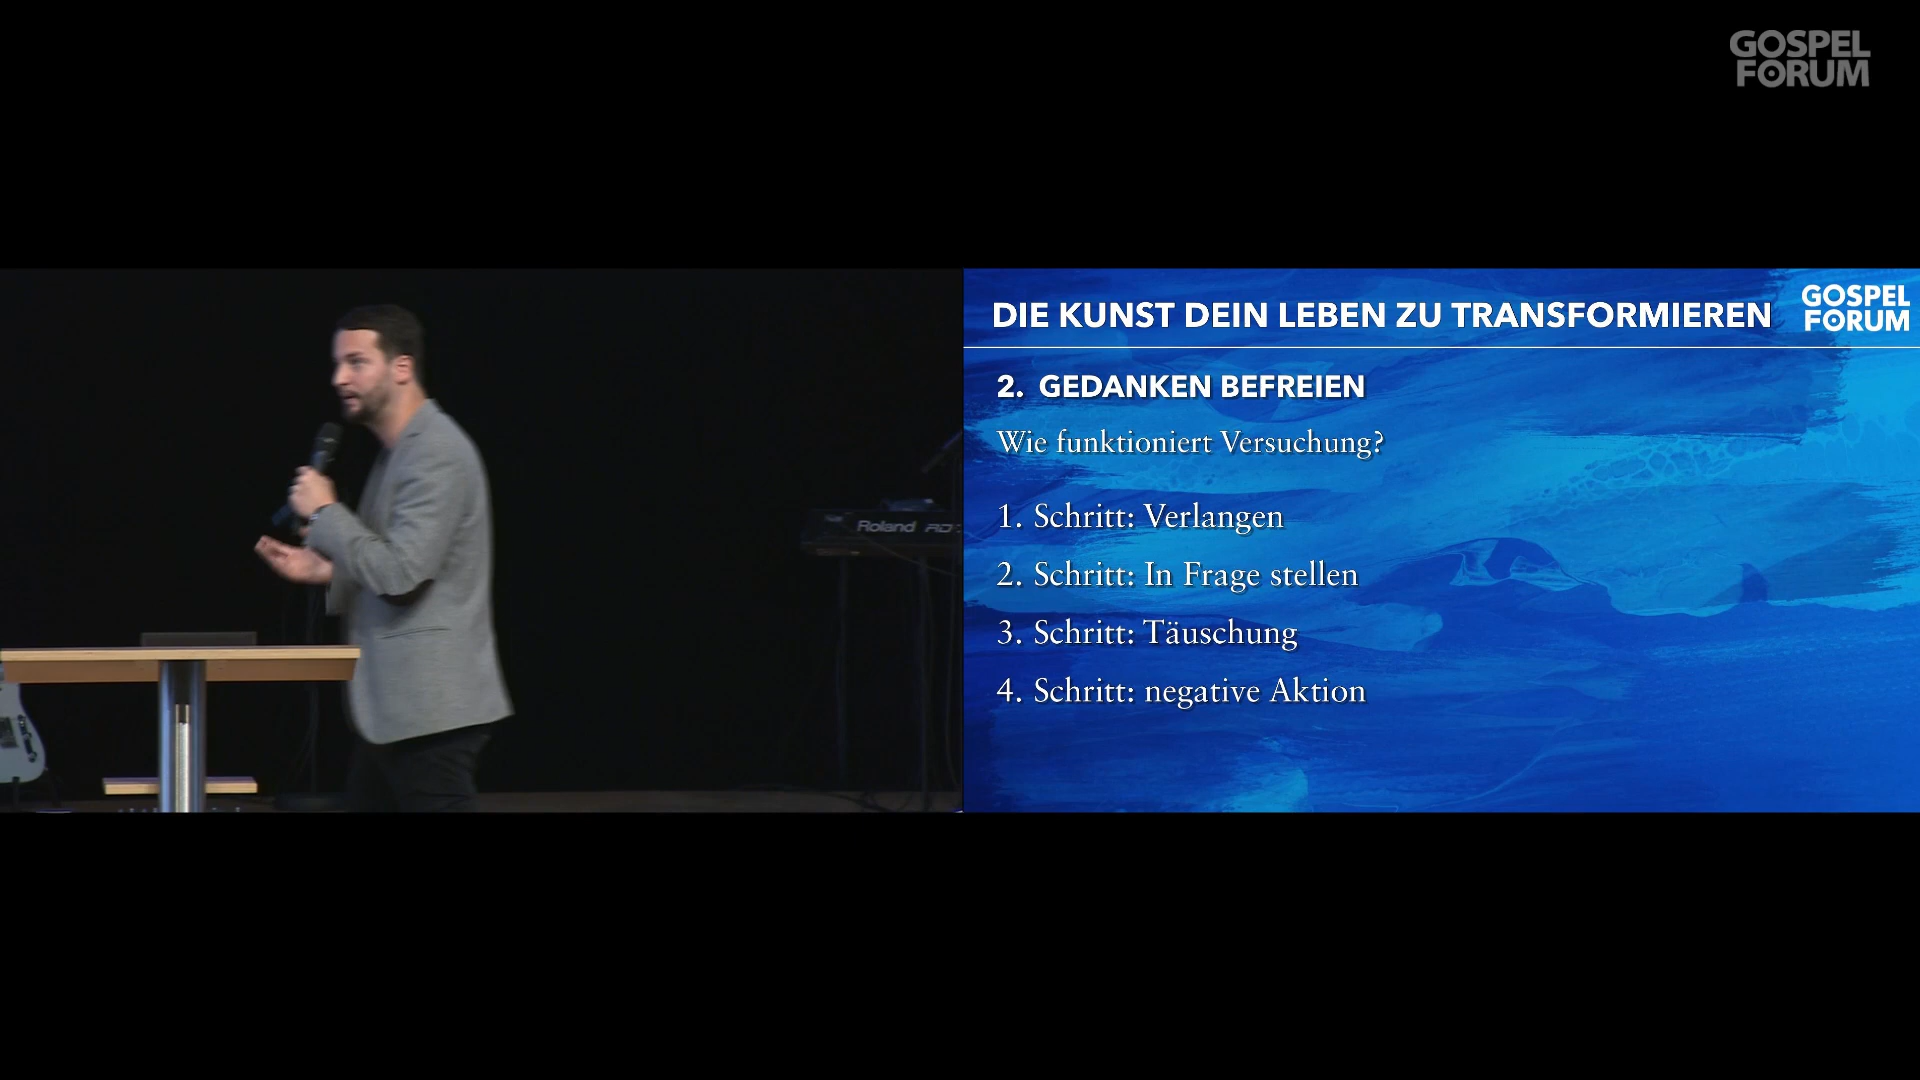 GOSPEL
FORUM
DIE KUNST DEIN LEBEN ZU TRANSFORMIEREN
GOSPEL
FORUM
2. GEDANKEN BEFREIEN
Wie funktioniert Versuchung?
1. Schritt: Verlangen
2. Schritt: In Frage stellen
3. Schritt: Täuschung
4. Schritt: negative Aktion
Roland RD